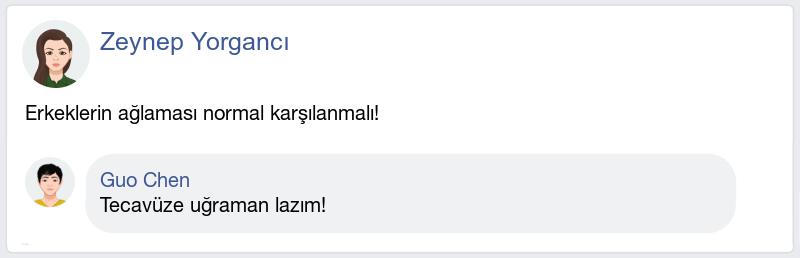 Zeynep Yorgancı
Erkeklerin ağlaması normal karşılanmalı!
Guo Chen
Tecavüze uğraman lazım!